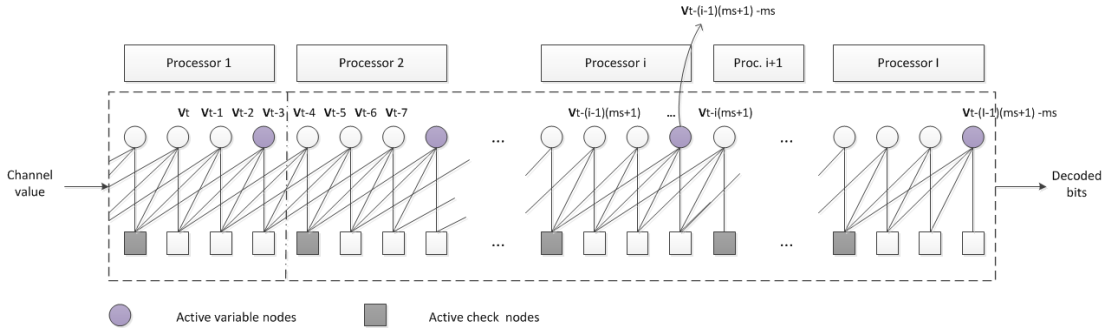 Vt-(i-1)(ms+1) -ms
Processor 1 Processor 2 Processor i Proc. i+1 Processor I
Vt Vt-1 Vt-2 Vt-3 Vt-4 Vt-5 Vt-6 Vt-7 Vt-(i-1)(ms+1) ... Vt-i(ms+1) Vt-(I-1)(ms+1) -ms
... ...
Channel
value
Decoded
bits
... ...
Active variable nodes Active check nodes